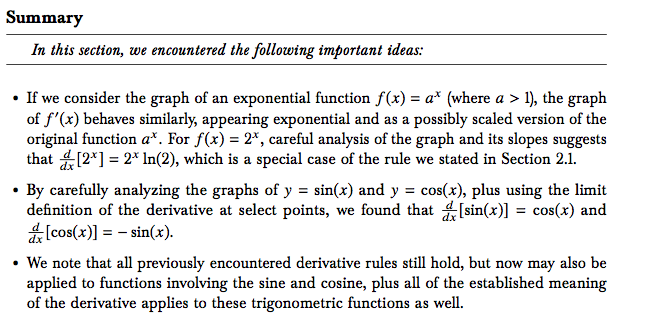 Summary
In this section, we encountered the following important ideas:
• If we consider the graph of an exponential function f(x) = aˣ (where a > 1), the graph
of f′(x) behaves similarly, appearing exponential and as a possibly scaled version of the
original function aˣ. For f(x) = 2ˣ, careful analysis of the graph and its slopes suggests
that d/dx[2ˣ] = 2ˣ ln(2), which is a special case of the rule we stated in Section 2.1.
• By carefully analyzing the graphs of y = sin(x) and y = cos(x), plus using the limit
definition of the derivative at select points, we found that d/dx[sin(x)] = cos(x) and
d/dx[cos(x)] = − sin(x).
• We note that all previously encountered derivative rules still hold, but now may also be
applied to functions involving the sine and cosine, plus all of the established meaning
of the derivative applies to these trigonometric functions as well.